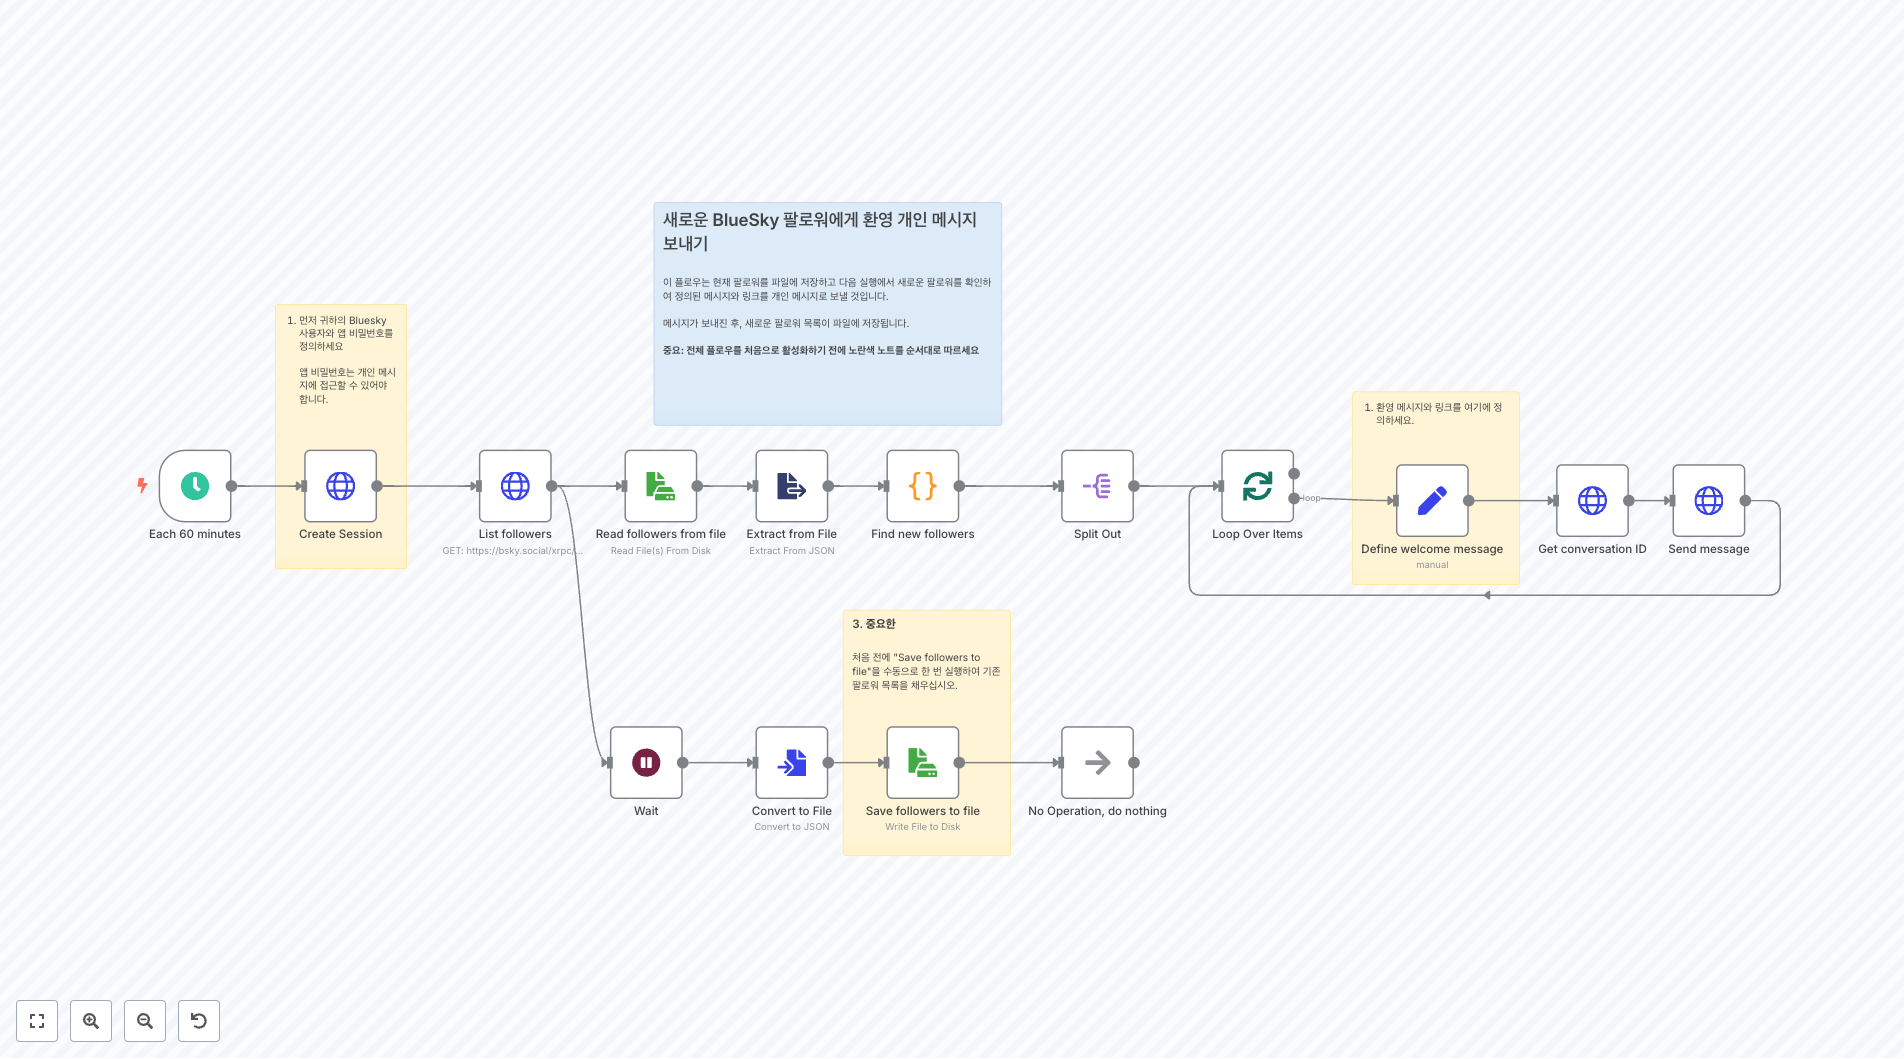 새로운 BlueSky 팔로워에게 환영 개인 메시지
보내기
이 플로우는 현재 팔로워를 파일에 저장하고 다음 실행에서 새로운 팔로워를 확인하
여 정의된 메시지와 링크를 개인 메시지로 보낼 것입니다.
메시지가 보내진 후, 새로운 팔로워 목록이 파일에 저장됩니다.
중요: 전체 플로우를 처음으로 활성화하기 전에 노란색 노트를 순서대로 따르세요
1. 먼저 귀하의 Bluesky
사용자와 앱 비밀번호를
정의하세요
앱 비밀번호는 개인 메시
지에 접근할 수 있어야
합니다.
1. 환영 메시지와 링크를 여기에 정
의하세요.
Each 60 minutes
Create Session
List followers
GET: https://bsky.social/xrpc/...
Read followers from file
Read File(s) From Disk
Extract from File
Extract From JSON
Find new followers
Split Out
Loop Over Items
loop
Define welcome message
manual
Get conversation ID
Send message
3. 중요한
처음 전에 "Save followers to
file"을 수동으로 한 번 실행하여 기존
팔로워 목록을 채우십시오.
Wait
Convert to File
Convert to JSON
Save followers to file
Write File to Disk
No Operation, do nothing